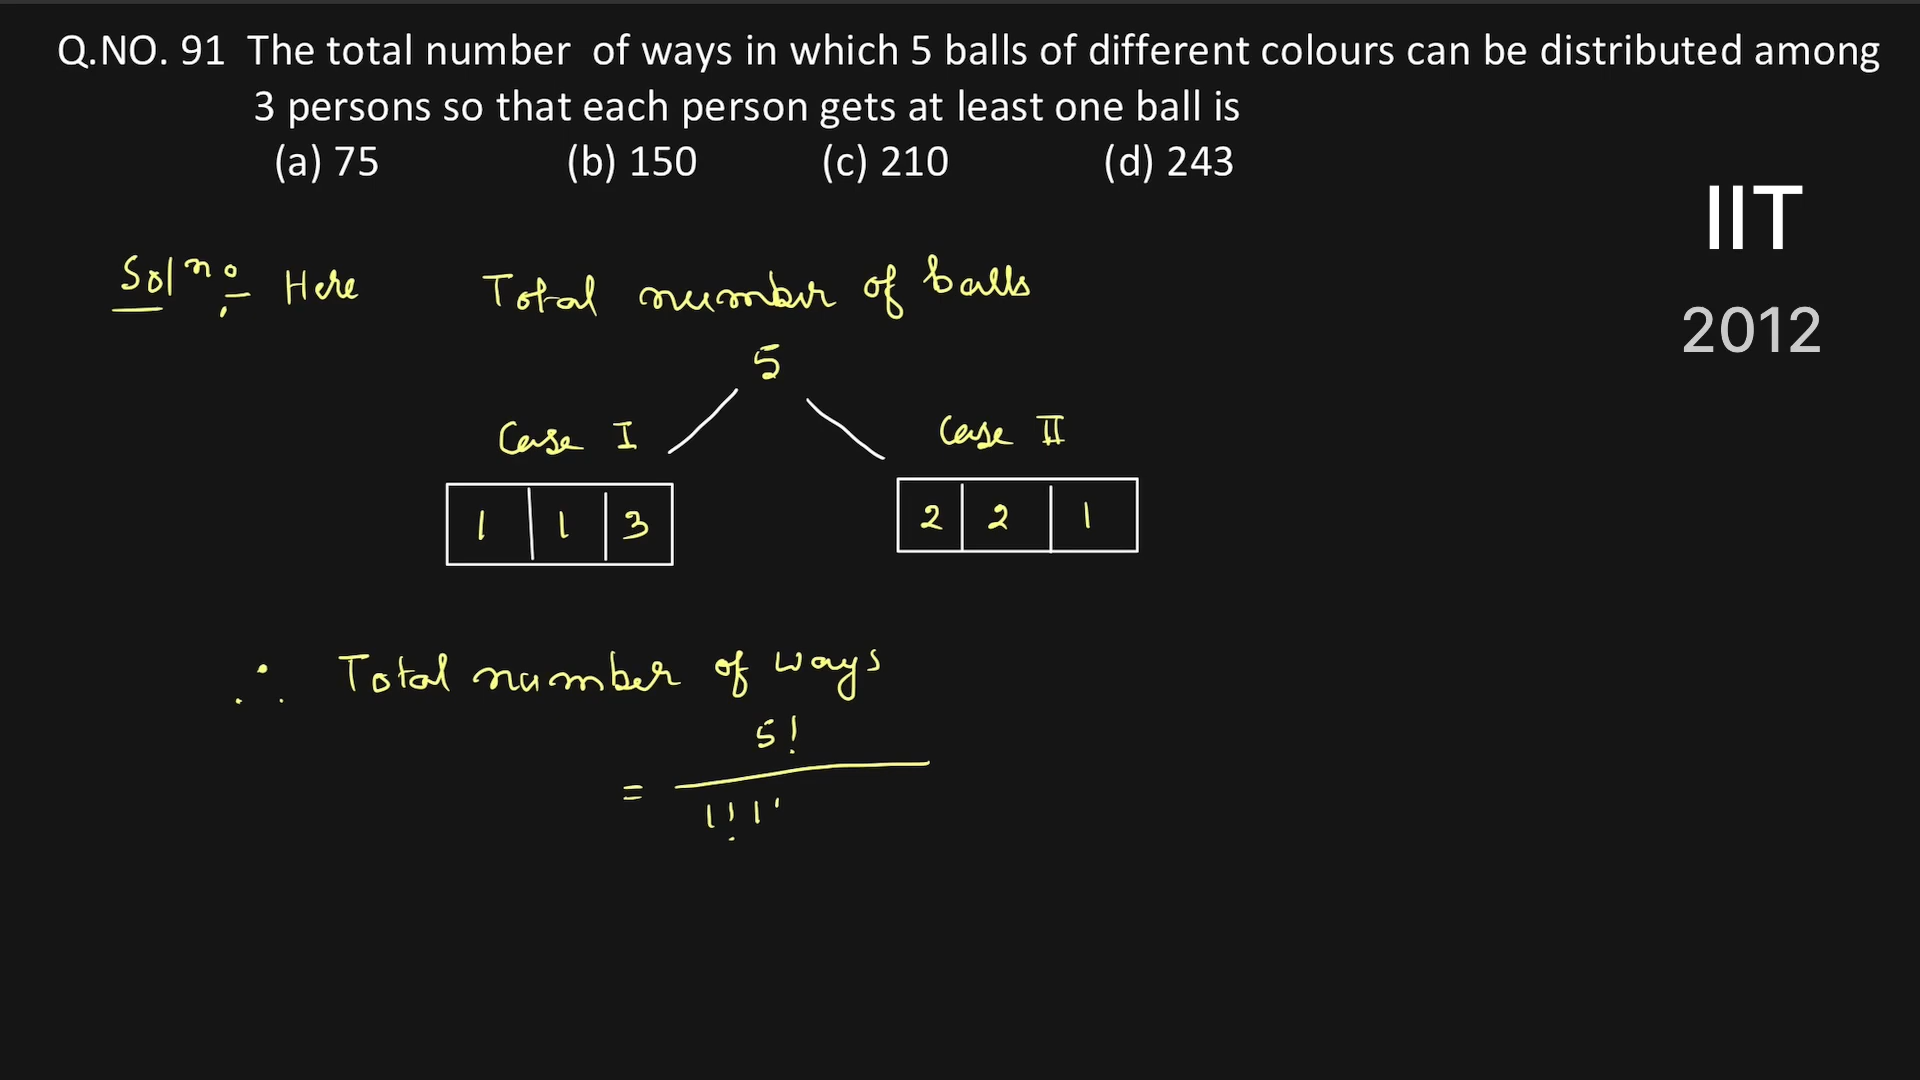 Q.NO. 91 The total number of ways in which 5 balls of different colours can be distributed among
3 persons so that each person gets at least one ball is
(a) 75 (b) 150 (c) 210 (d) 243
IIT
2012
Soln:- Here Total number of balls
5
Case I Case II
1 1 3 2 2 1
∴ Total number of ways
5!
=
1! 1'